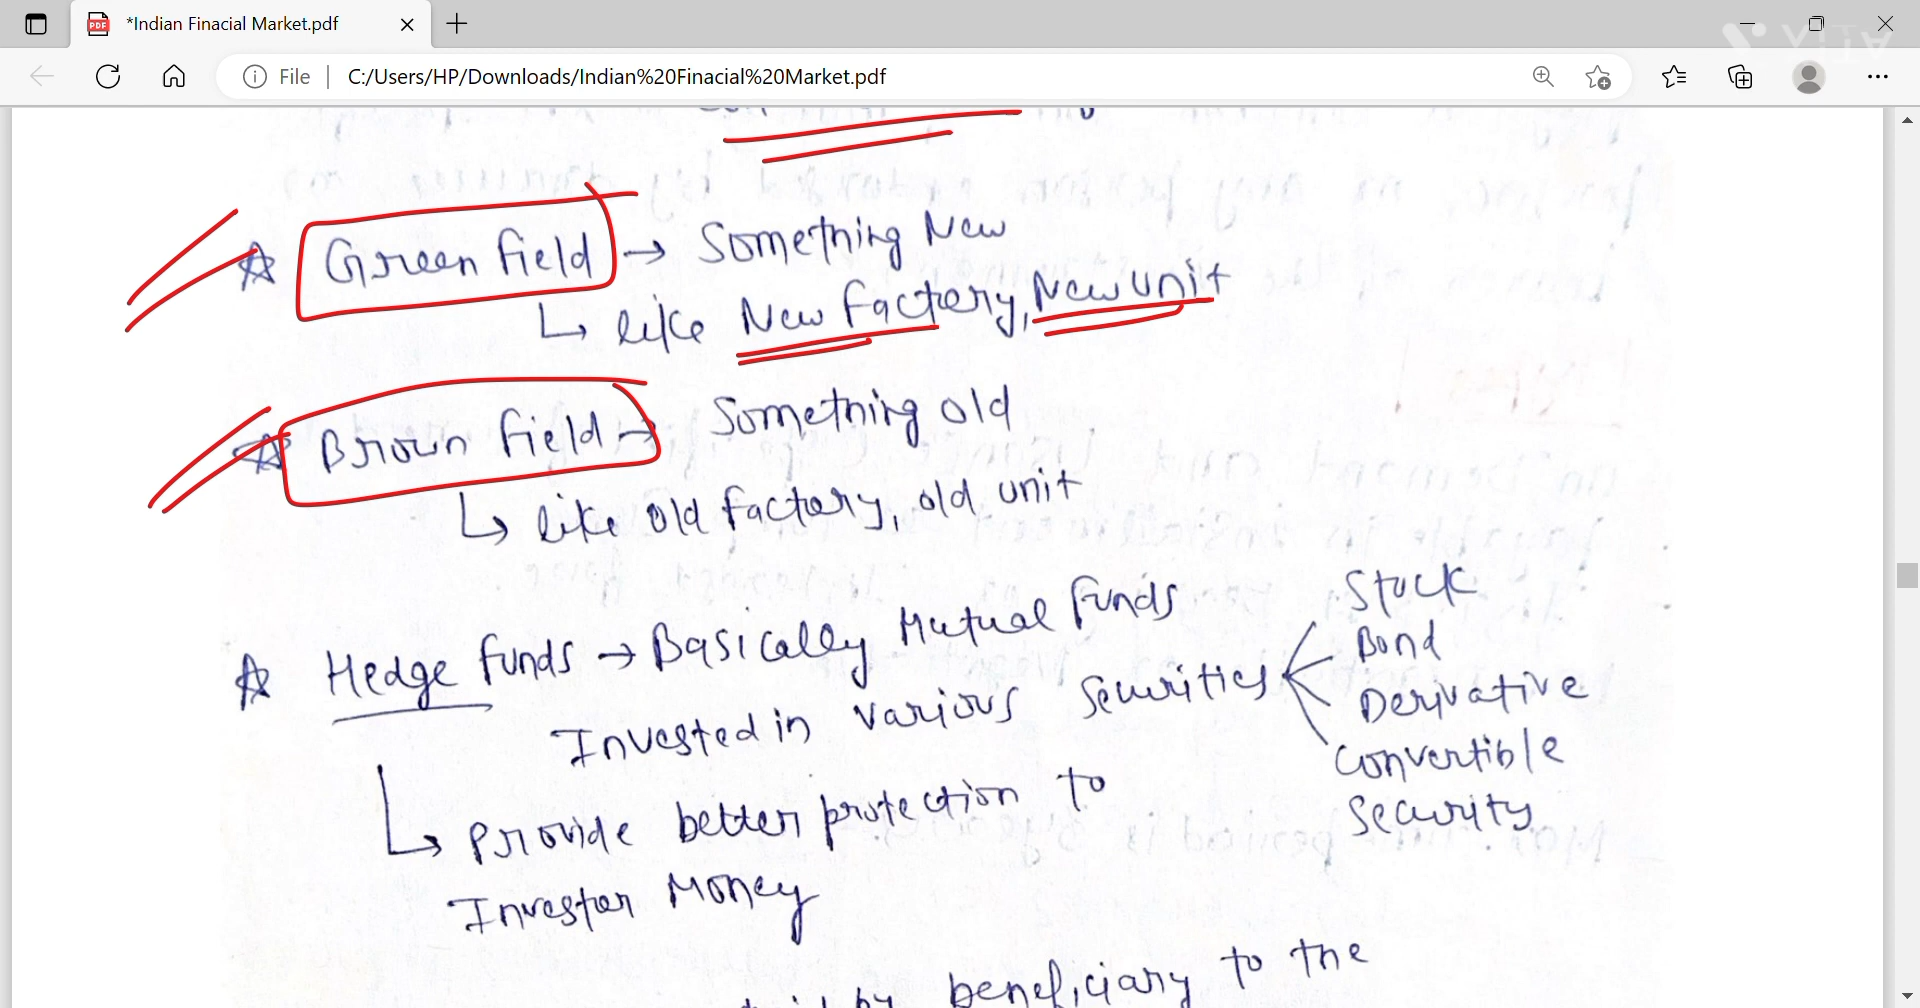 *Indian Finacial Market.pdf
File | C:/Users/HP/Downloads/Indian%20Finacial%20Market.pdf
VITA
☆ Green field → Something New
↳ like New factory, New unit
☆ Brown field → Something old
↳ like old factory, old unit
☆ Hedge funds → Basically Mutual funds
Invested in various securities
Stock
Bond
Derivative
Convertible
Security
↳ provide better protection to
Investor Money
by beneficiary to the